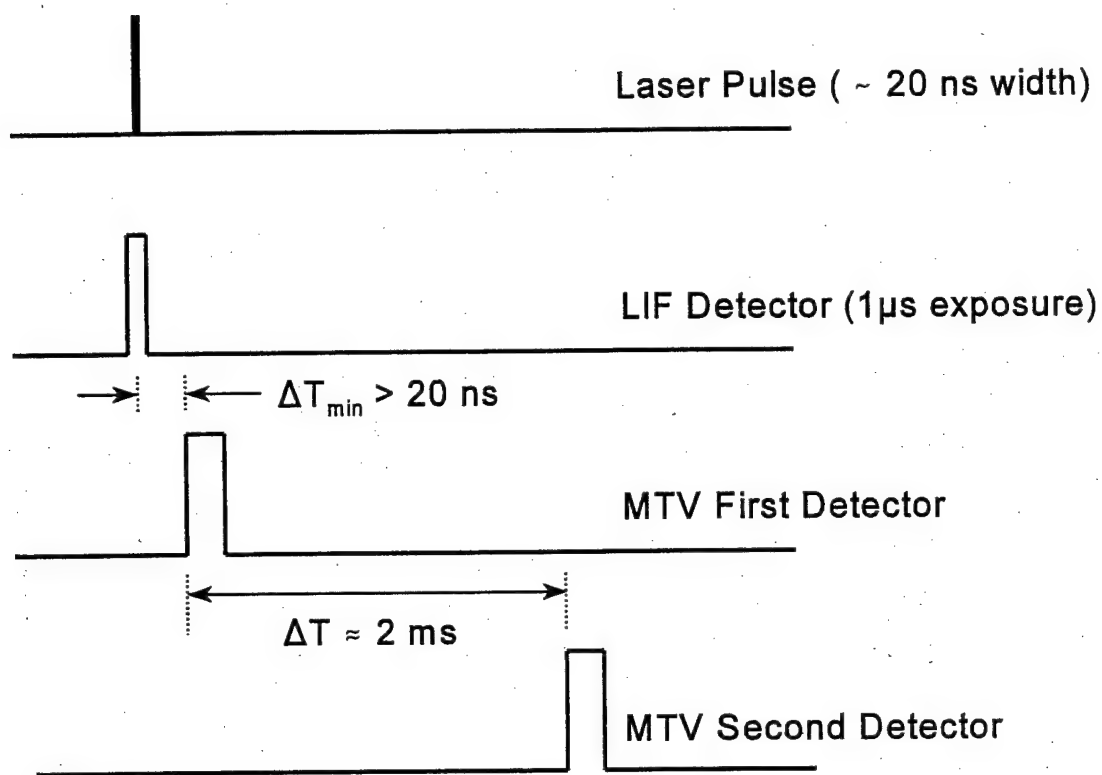 Laser Pulse ( ~ 20 ns width)
LIF Detector (1µs exposure)
ΔTmin > 20 ns
MTV First Detector
ΔT ≈ 2 ms
MTV Second Detector